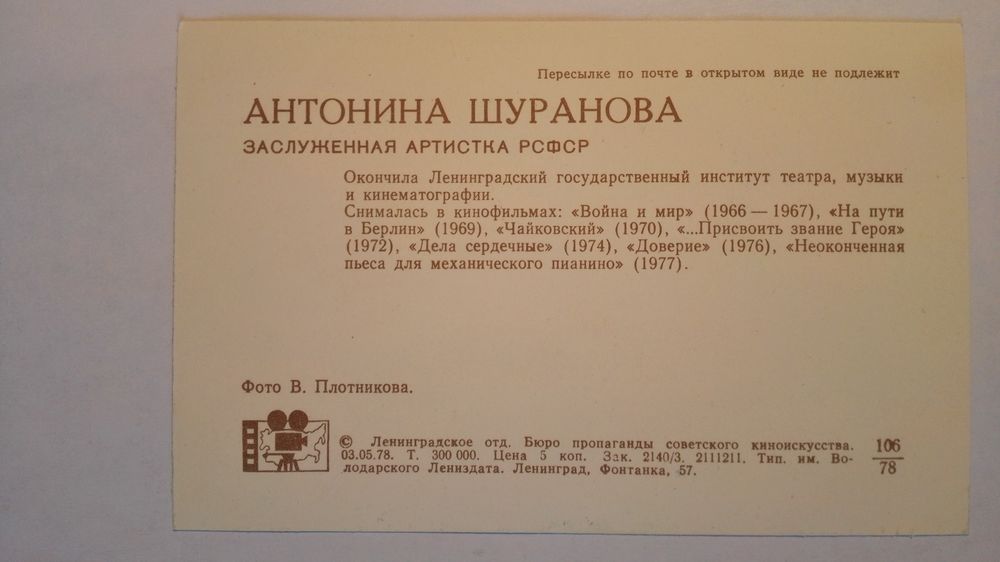 Пересылке по почте в открытом виде не подлежит
АНТОНИНА ШУРАНОВА
ЗАСЛУЖЕННАЯ АРТИСТКА РСФСР
Окончила Ленинградский государственный институт театра, музыки
и кинематографии.
Снималась в кинофильмах: «Война и мир» (1966 — 1967), «На пути
в Берлин» (1969), «Чайковский» (1970), «...Присвоить звание Героя»
(1972), «Дела сердечные» (1974), «Доверие» (1976), «Неоконченная
пьеса для механического пианино» (1977).
Фото В. Плотникова.
© Ленинградское отд. Бюро пропаганды советского киноискусства.
03.05.78. Т. 300 000. Цена 5 коп. Зак. 2140/3. 2111211. Тип. им. Во-
лодарского Лениздата. Ленинград, Фонтанка, 57.
106
78